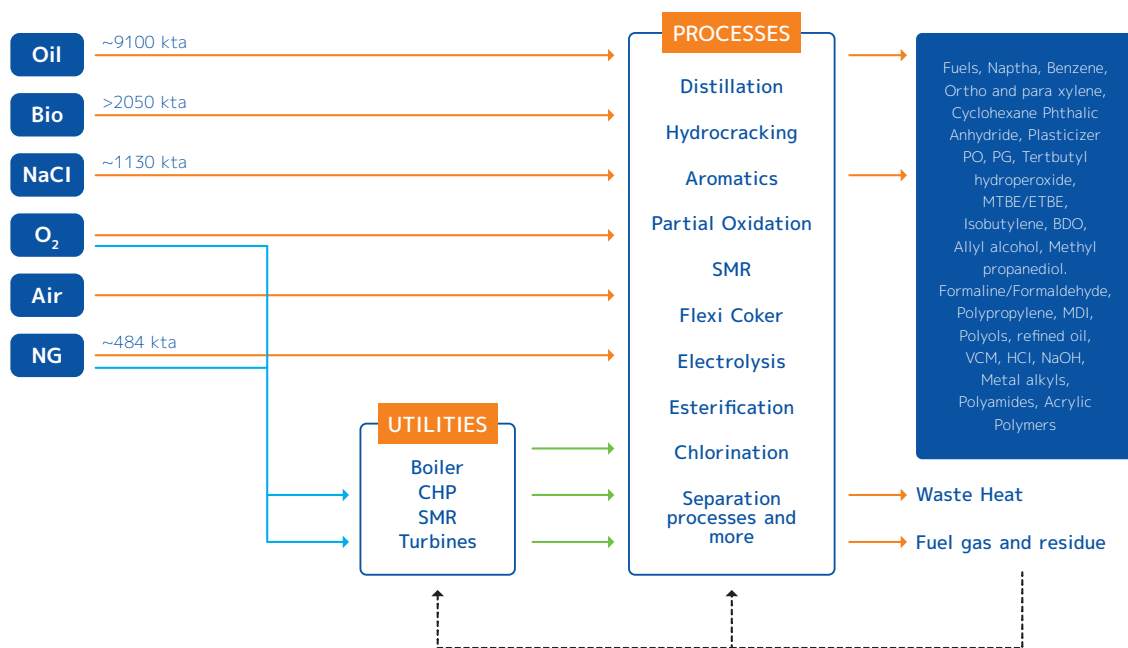 Oil
~9100 kta
Bio
>2050 kta
NaCl
~1130 kta
O₂
Air
NG
~484 kta
UTILITIES
Boiler
CHP
SMR
Turbines
PROCESSES
Distillation
Hydrocracking
Aromatics
Partial Oxidation
SMR
Flexi Coker
Electrolysis
Esterification
Chlorination
Separation
processes and
more
Fuels, Naptha, Benzene,
Ortho and para xylene,
Cyclohexane Phthalic
Anhydride, Plasticizer
PO, PG, Tertbutyl
hydroperoxide,
MTBE/ETBE,
Isobutylene, BDO,
Allyl alcohol, Methyl
propanediol.
Formaline/Formaldehyde,
Polypropylene, MDI,
Polyols, refined oil,
VCM, HCl, NaOH,
Metal alkyls,
Polyamides, Acrylic
Polymers
Waste Heat
Fuel gas and residue